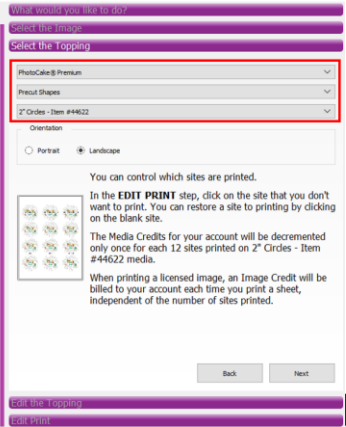 What would you like to do?
Select the Image
Select the Topping
PhotoCake® Premium
Precut Shapes
2" Circles - Item #44622
Orientation
Portrait
Landscape
You can control which sites are printed.
In the EDIT PRINT step, click on the site that you don't
want to print. You can restore a site to printing by clicking
on the blank site.
The Media Credits for your account will be decremented
only once for each 12 sites printed on 2" Circles - Item
#44622 media.
When printing a licensed image, an Image Credit will be
billed to your account each time you print a sheet,
independent of the number of sites printed.
Back
Next
Edit the Topping
Edit Print